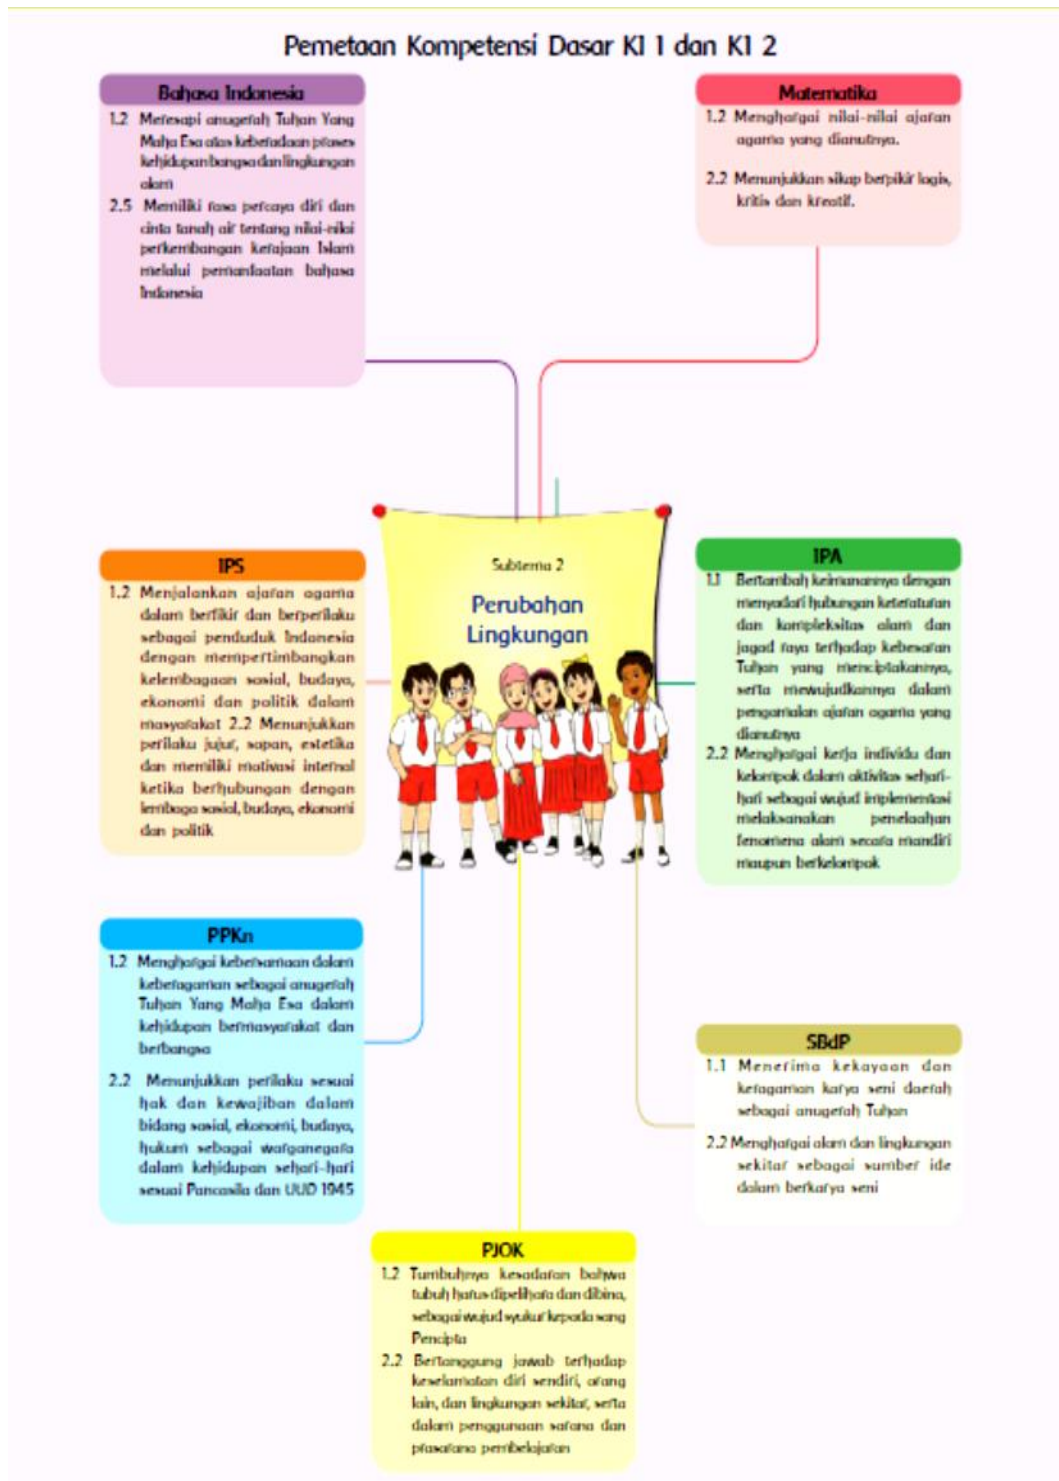 Pemetaan Kompetensi Dasar KI 1 dan KI 2
Bahasa Indonesia
1.2 Meresapi anugerah Tuhan Yang
Maha Esa atas keberadaan proses
kehidupan bangsa dan lingkungan
alam
2.5 Memiliki rasa percaya diri dan
cinta tanah air tentang nilai-nilai
perkembangan kerajaan Islam
melalui pemanfaatan bahasa
Indonesia
Matematika
1.2 Menghargai nilai-nilai ajaran
agama yang dianutnya.
2.2 Menunjukkan sikap berpikir logis,
kritis dan kreatif.
Subtema 2
Perubahan
Lingkungan
IPS
1.2 Menjalankan ajaran agama
dalam berfikir dan berperilaku
sebagai penduduk Indonesia
dengan mempertimbangkan
kelembagaan sosial, budaya,
ekonomi dan politik dalam
masyarakat 2.2 Menunjukkan
perilaku jujur, sopan, estetika
dan memiliki motivasi internal
ketika berhubungan dengan
lembaga sosial, budaya, ekonomi
dan politik
IPA
1.1 Bertambah keimanannya dengan
menyadari hubungan keteraturan
dan kompleksitas alam dan
jagad raya terhadap kebesaran
Tuhan yang menciptakannya,
serta mewujudkannya dalam
pengamalan ajaran agama yang
dianutnya
2.2 Menghargai kerja individu dan
kelompok dalam aktivitas sehari-
hari sebagai wujud implementasi
melaksanakan penelaahan
fenomena alam secara mandiri
maupun berkelompok
PPKn
1.2 Menghargai kebersamaan dalam
keberagaman sebagai anugerah
Tuhan Yang Maha Esa dalam
kehidupan bermasyarakat dan
berbangsa
2.2 Menunjukkan perilaku sesuai
hak dan kewajiban dalam
bidang sosial, ekonomi, budaya,
hukum sebagai warganegara
dalam kehidupan sehari-hari
sesuai Pancasila dan UUD 1945
SBdP
1.1 Menerima kekayaan dan
keragaman karya seni daerah
sebagai anugerah Tuhan
2.2 Menghargai alam dan lingkungan
sekitar sebagai sumber ide
dalam berkarya seni
PJOK
1.2 Tumbuhnya kesadaran bahwa
tubuh harus dipelihara dan dibina,
sebagai wujud syukur kepada sang
Pencipta
2.2 Bertanggung jawab terhadap
keselamatan diri sendiri, orang
lain, dan lingkungan sekitar, serta
dalam penggunaan sarana dan
prasarana pembelajaran